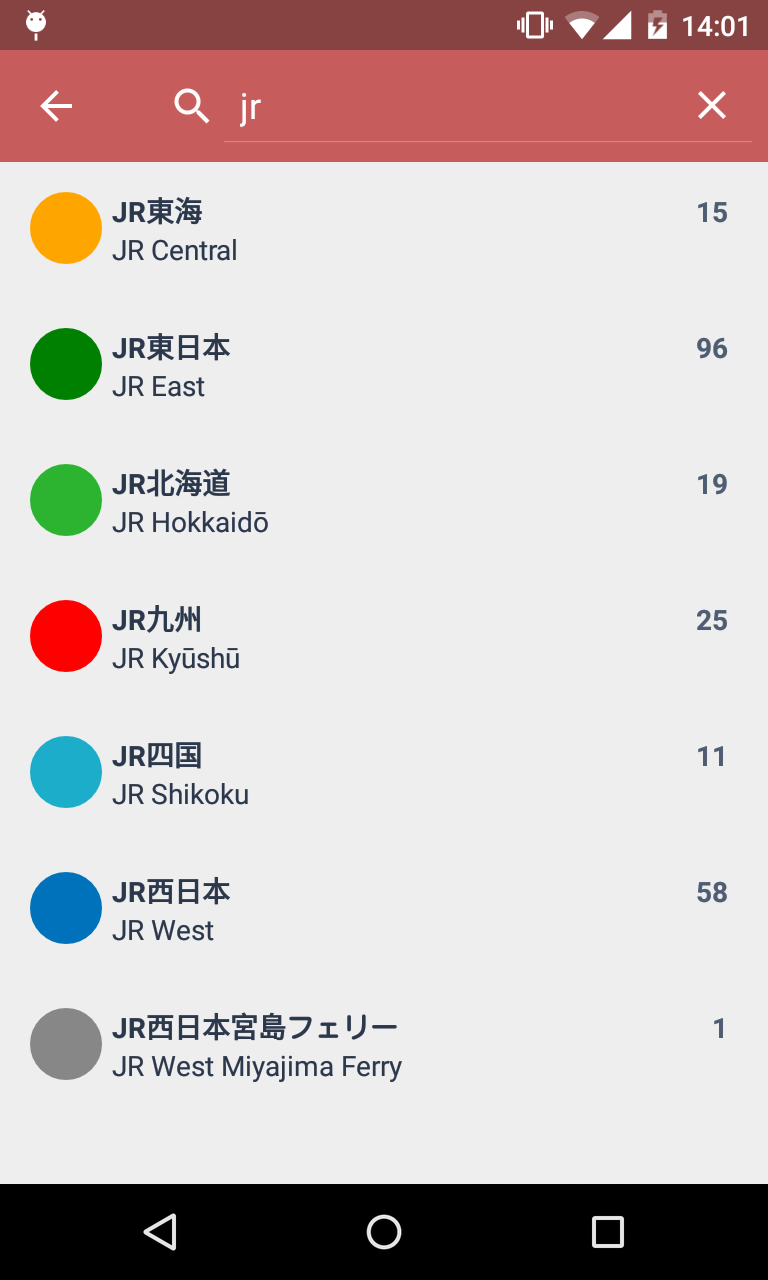 14:01
jr
JR東海 15
JR Central
JR東日本 96
JR East
JR北海道 19
JR Hokkaidō
JR九州 25
JR Kyūshū
JR四国 11
JR Shikoku
JR西日本 58
JR West
JR西日本宮島フェリー 1
JR West Miyajima Ferry